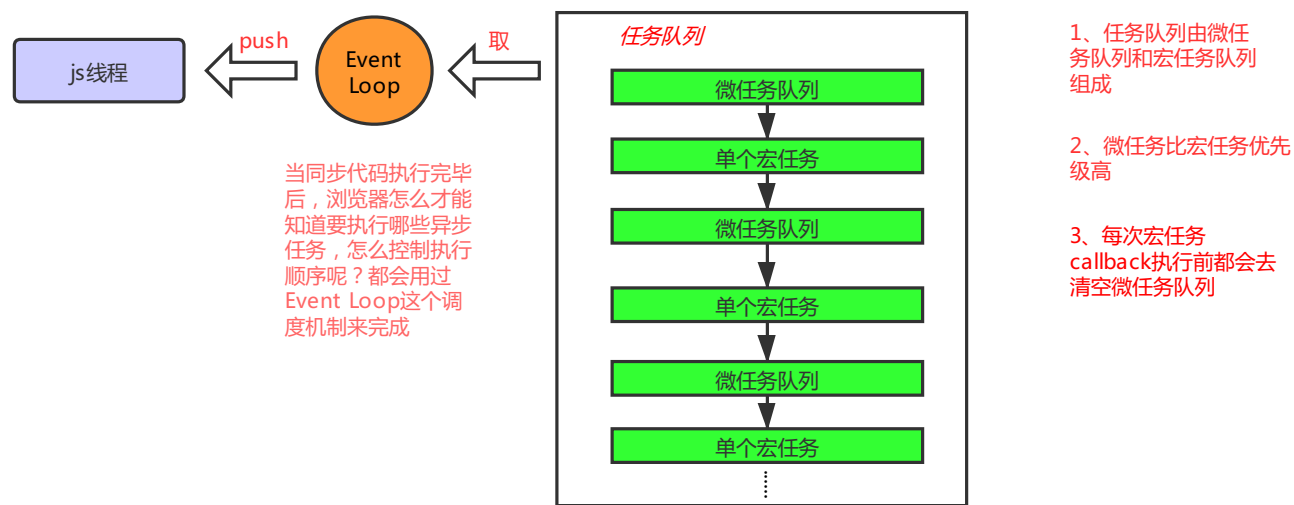 js线程
push
Event
Loop
取
当同步代码执行完毕
后，浏览器怎么才能
知道要执行哪些异步
任务，怎么控制执行
顺序呢？都会用过
Event Loop这个调
度机制来完成
任务队列
微任务队列
单个宏任务
微任务队列
单个宏任务
微任务队列
单个宏任务
1、任务队列由微任
务队列和宏任务队列
组成
2、微任务比宏任务优先
级高
3、每次宏任务
callback执行前都会去
清空微任务队列